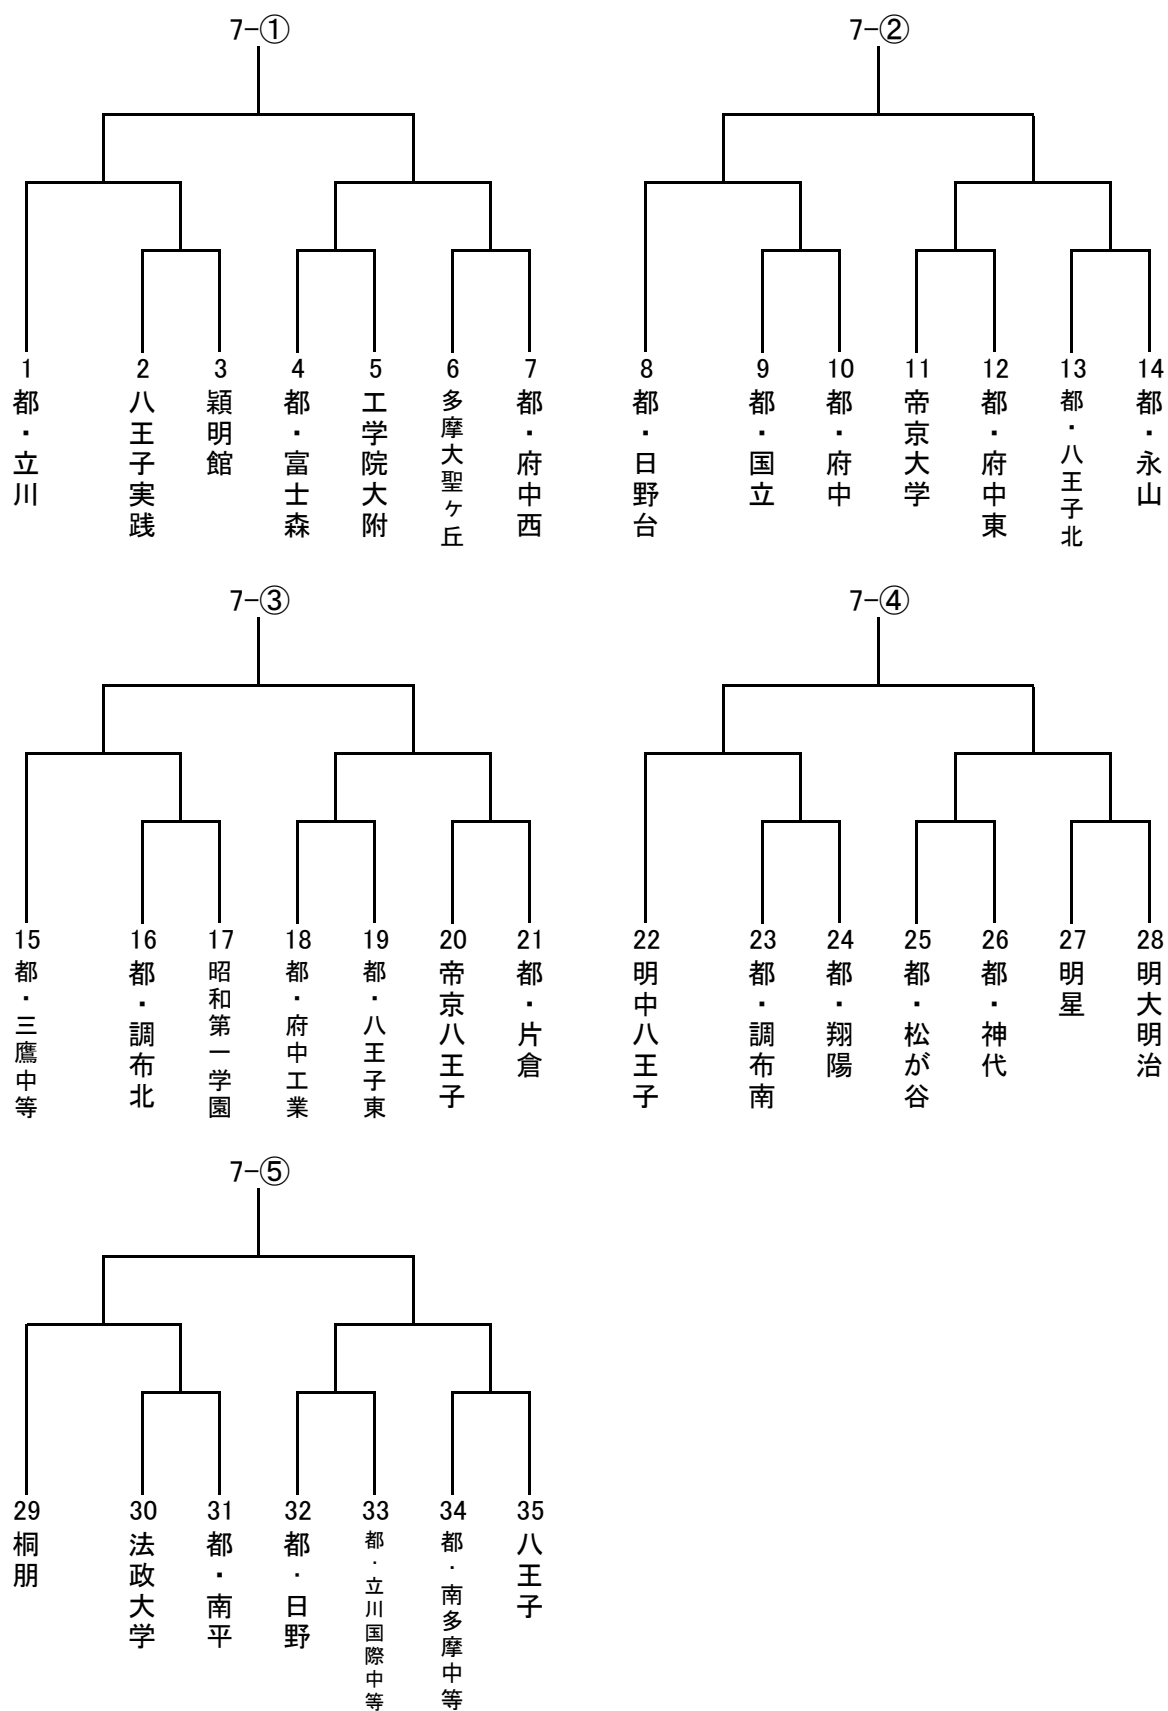 7-①
7-②
1 2 3 4 5 6 7
8 9 10 11 12 13 14
都・立川
八王子実践
穎明館
都・富士森
工学院大附
多摩大聖ヶ丘
都・府中西
都・日野台
都・国立
都・府中
帝京大学
都・府中東
都・八王子北
都・永山
7-③
7-④
15 16 17 18 19 20 21
22 23 24 25 26 27 28
都・三鷹中等
都・調布北
昭和第一学園
都・府中工業
都・八王子東
帝京八王子
都・片倉
明中八王子
都・調布南
都・翔陽
都・松が谷
都・神代
明星
明大明治
7-⑤
29 30 31 32 33 34 35
桐朋
法政大学
都・南平
都・日野
都・立川国際中等
都・南多摩中等
八王子